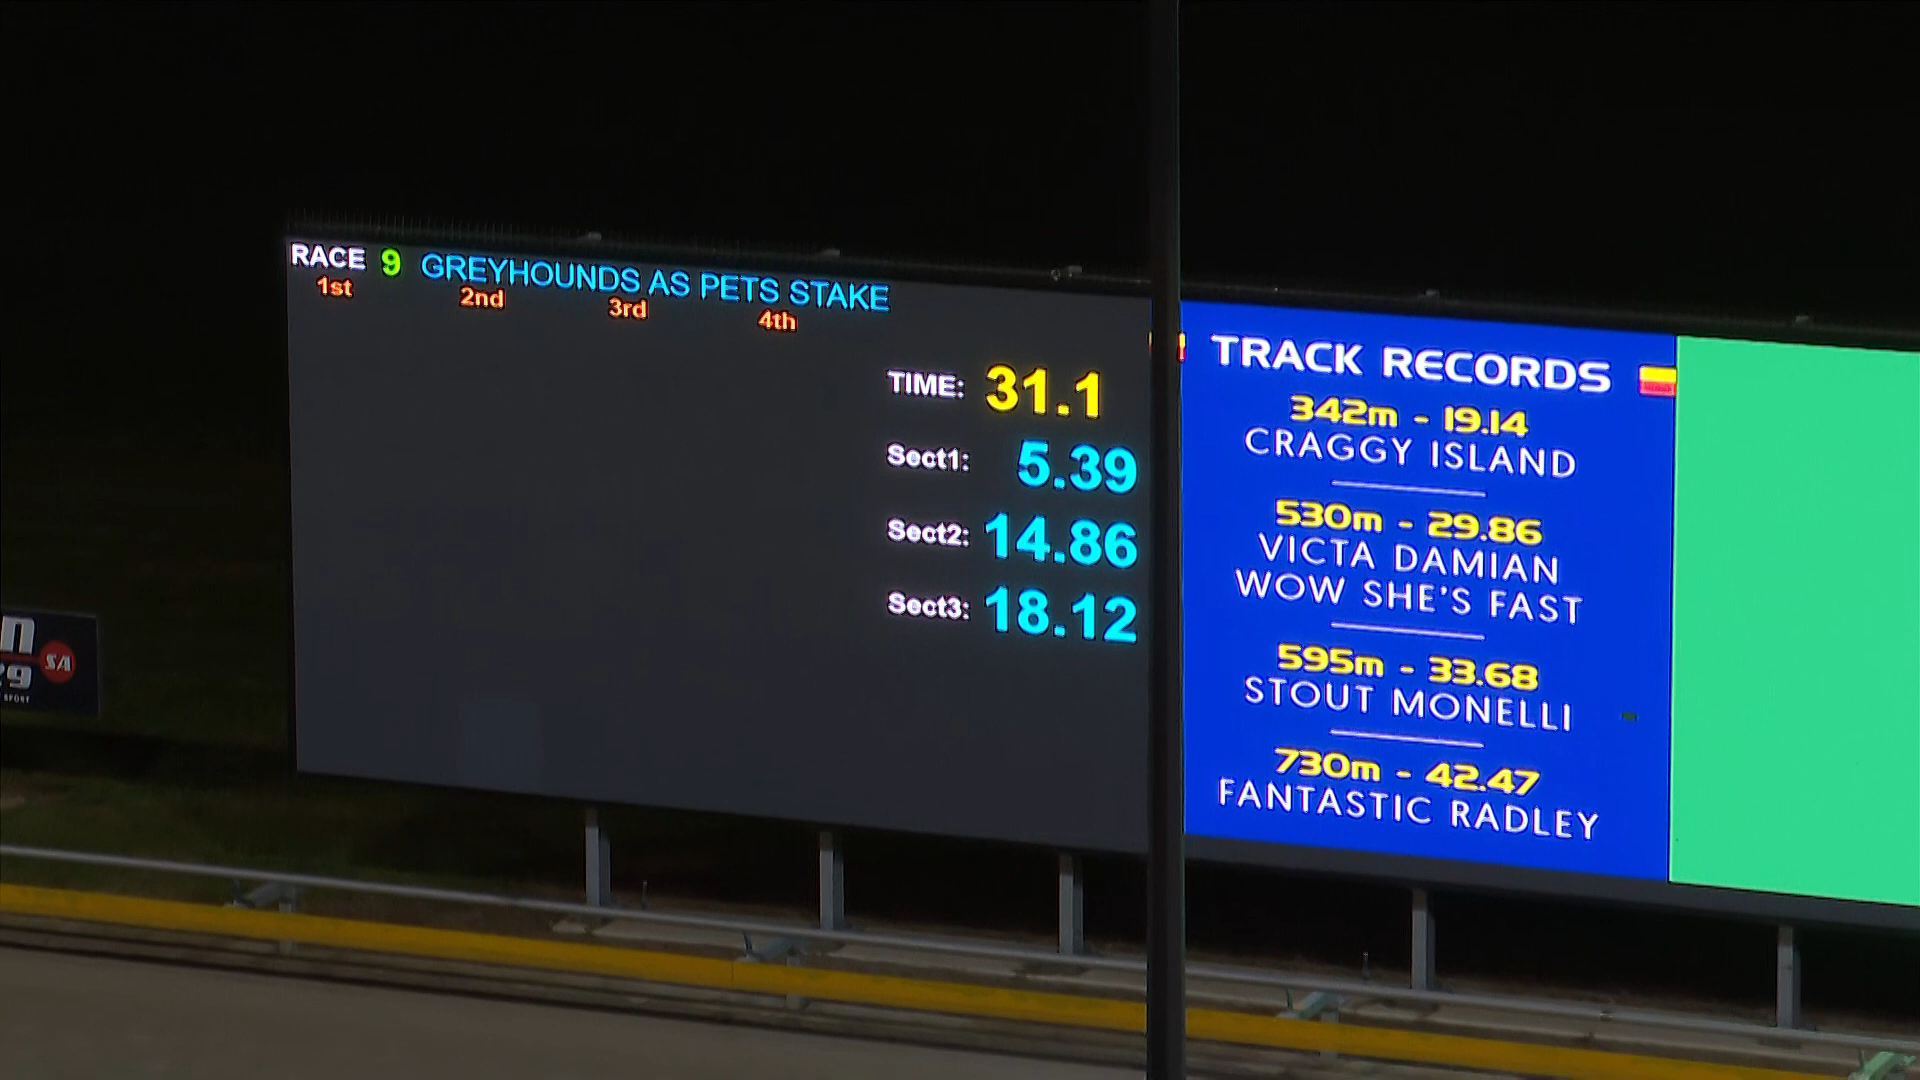 RACE 9 GREYHOUNDS AS PETS STAKE
1st 2nd 3rd 4th
TIME: 31.1
Sect1: 5.39
Sect2: 14.86
Sect3: 18.12
TRACK RECORDS
342m - 19.14
CRAGGY ISLAND
530m - 29.86
VICTA DAMIAN
WOW SHE'S FAST
595m - 33.68
STOUT MONELLI
730m - 42.47
FANTASTIC RADLEY
SA
SPORT